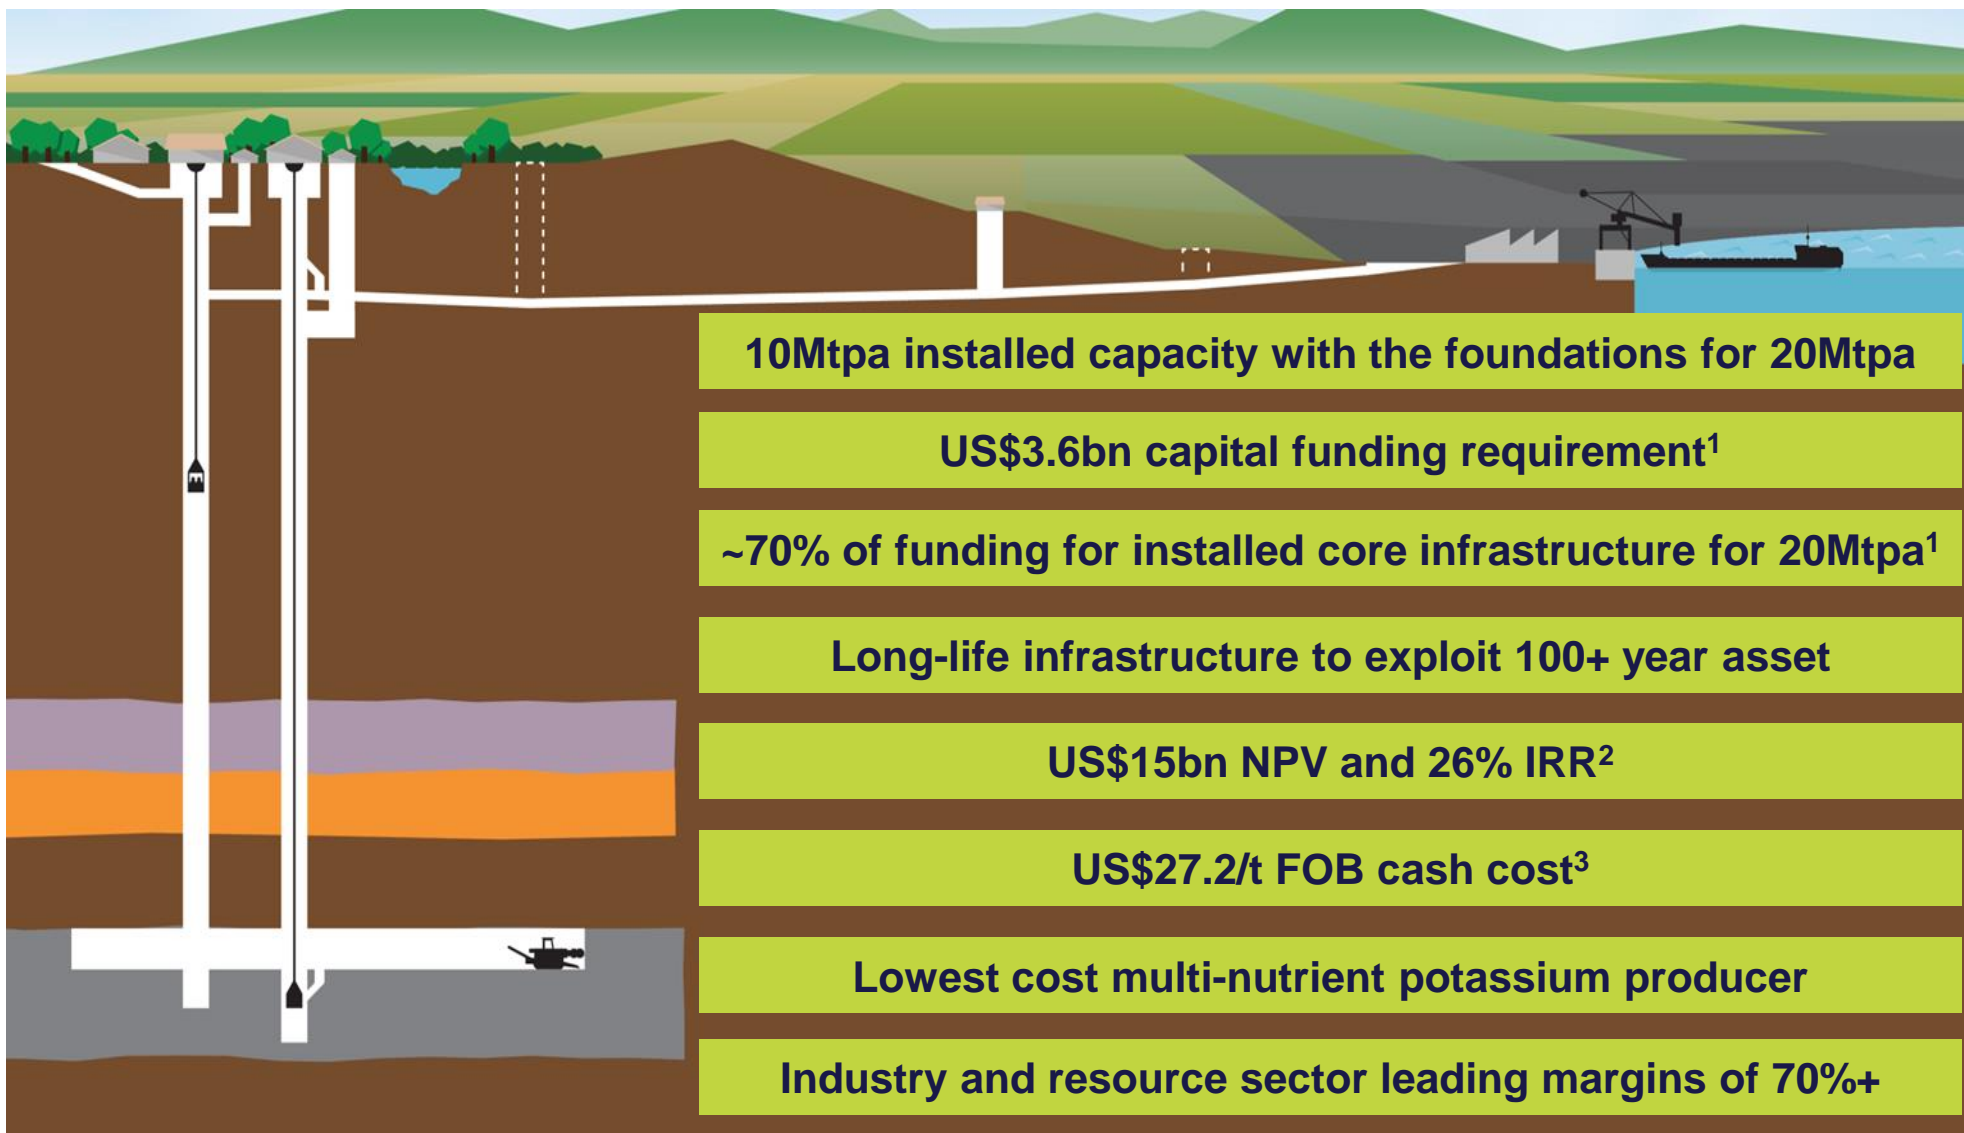 10Mtpa installed capacity with the foundations for 20Mtpa
US$3.6bn capital funding requirement¹
~70% of funding for installed core infrastructure for 20Mtpa¹
Long-life infrastructure to exploit 100+ year asset
US$15bn NPV and 26% IRR²
US$27.2/t FOB cash cost³
Lowest cost multi-nutrient potassium producer
Industry and resource sector leading margins of 70%+